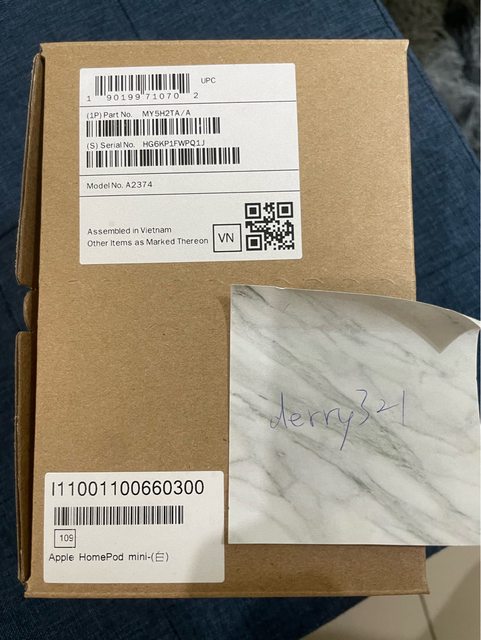 UPC
1 90199 71070 2
(1P) Part No. MY5H2TA/A
(S) Serial No. HG6KP1FWPQ1J
Model No. A2374
Assembled in Vietnam
Other Items as Marked Thereon
VN
derry321
I11001100660300
109
Apple HomePod mini-(白)